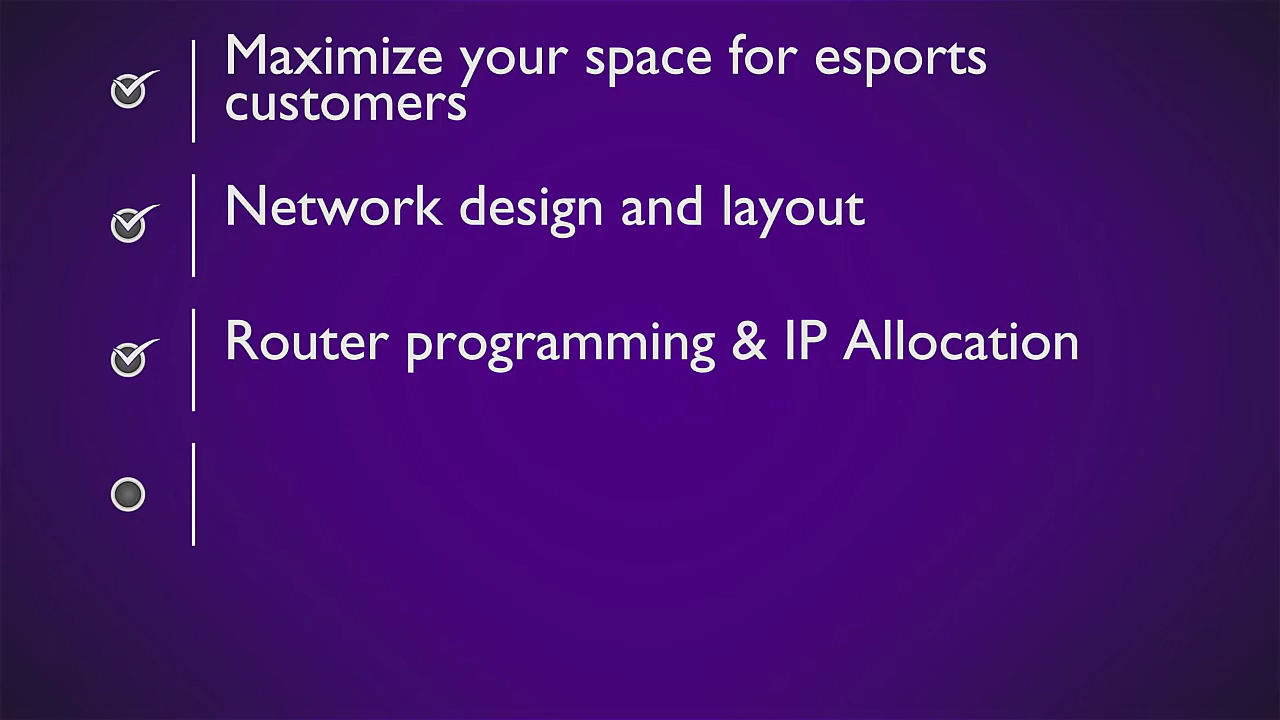 Maximize your space for esports
customers
Network design and layout
Router programming & IP Allocation